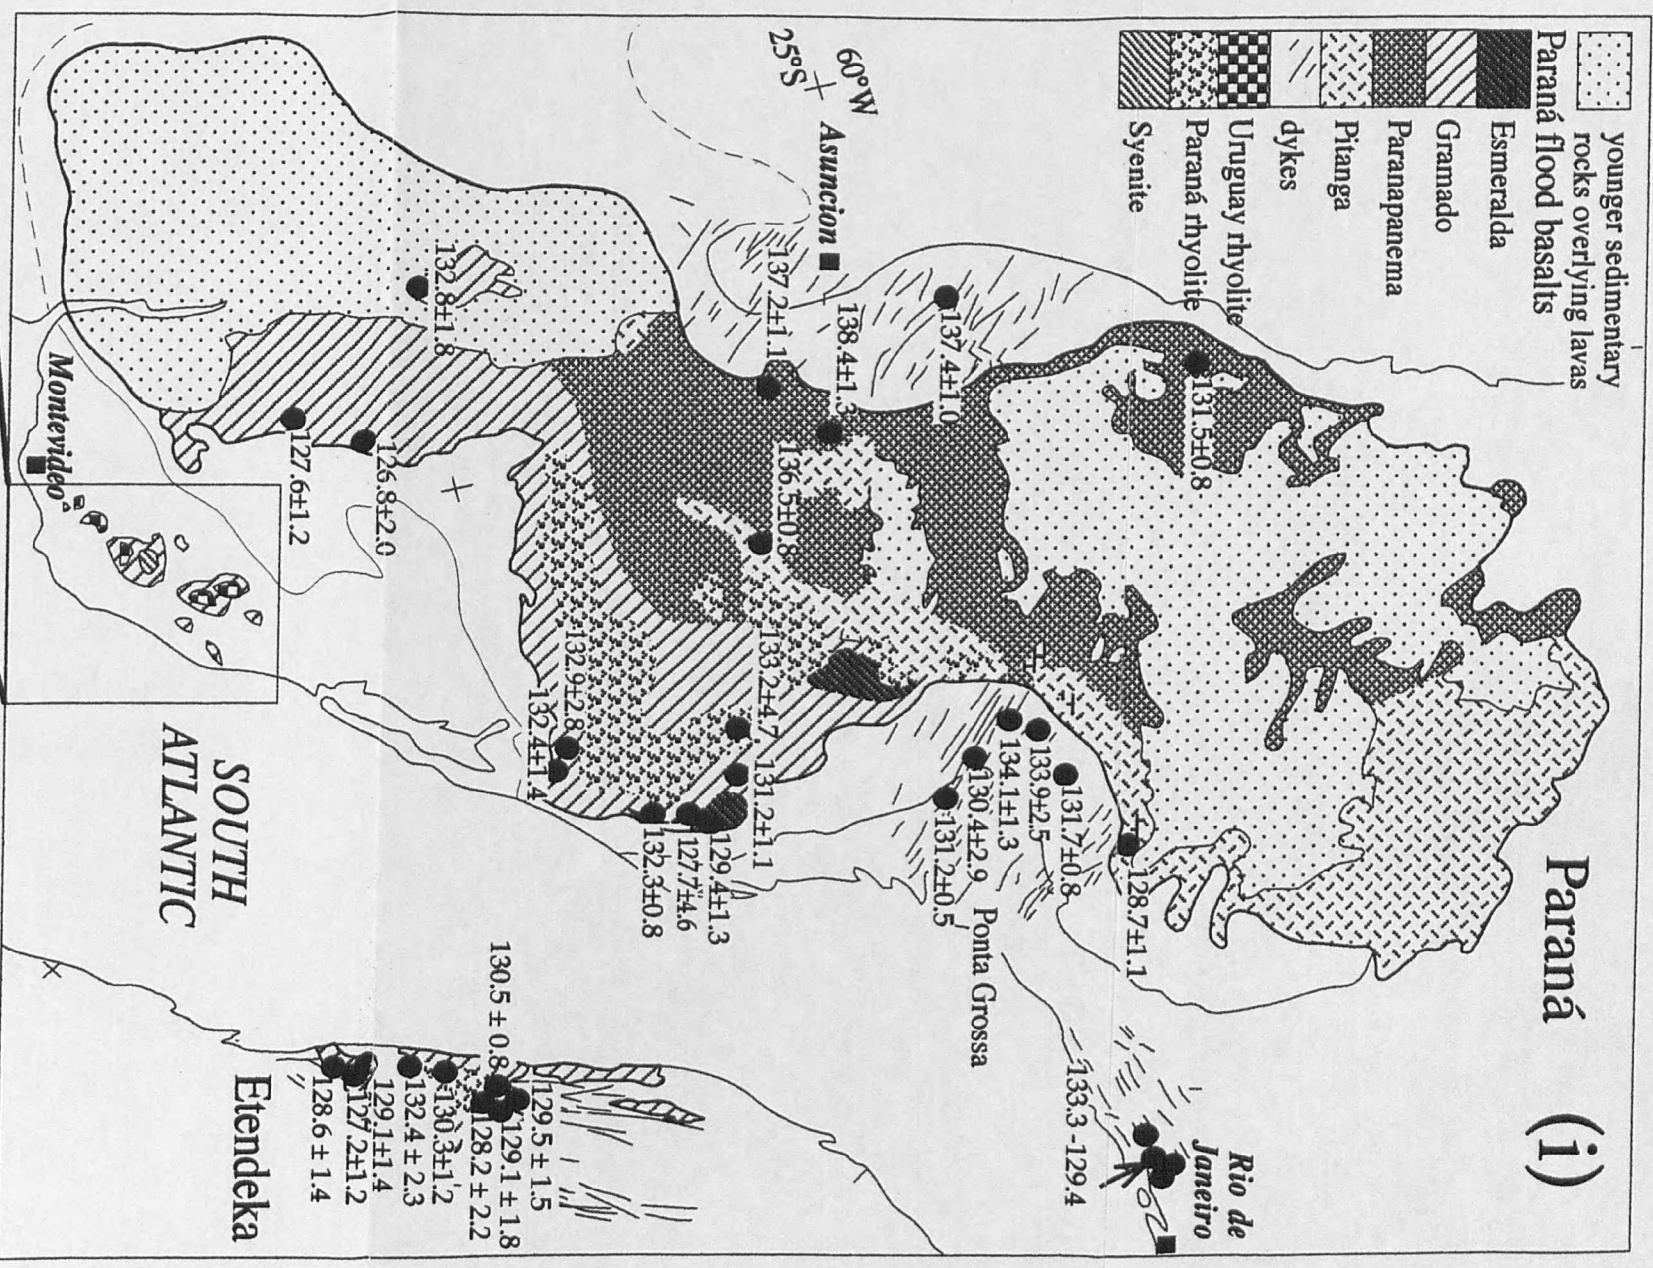 Paraná
(i)
younger sedimentary
rocks overlying lavas
Paraná flood basalts
Esmeralda
Gramado
Paranapanema
Pitanga
dykes
Uruguay rhyolite
Paraná rhyolite
Syenite
60°W
25°S
Asuncion
137.4±1.0
131.5±0.8
138.4±1.3
137.2±1.1
136.5±0.8
132.8±1.8
126.8±2.0
127.6±1.2
Montevideo
133.2±4.7
132.9±2.8
132.4±1.4
131.2±1.1
129.4±1.3
127.7±4.6
132.3±0.8
128.7±1.1
131.7±0.8
133.9±2.5
134.1±1.3
130.4±2.9
131.2±0.5
Ponta Grossa
Rio de
Janeiro
133.3 -129.4
SOUTH
ATLANTIC
130.5 ± 0.8
129.5 ± 1.5
129.1 ± 1.8
128.2 ± 2.2
130.3±1.2
132.4 ± 2.3
129.1±1.4
127.2±1.2
128.6 ± 1.4
Etendeka